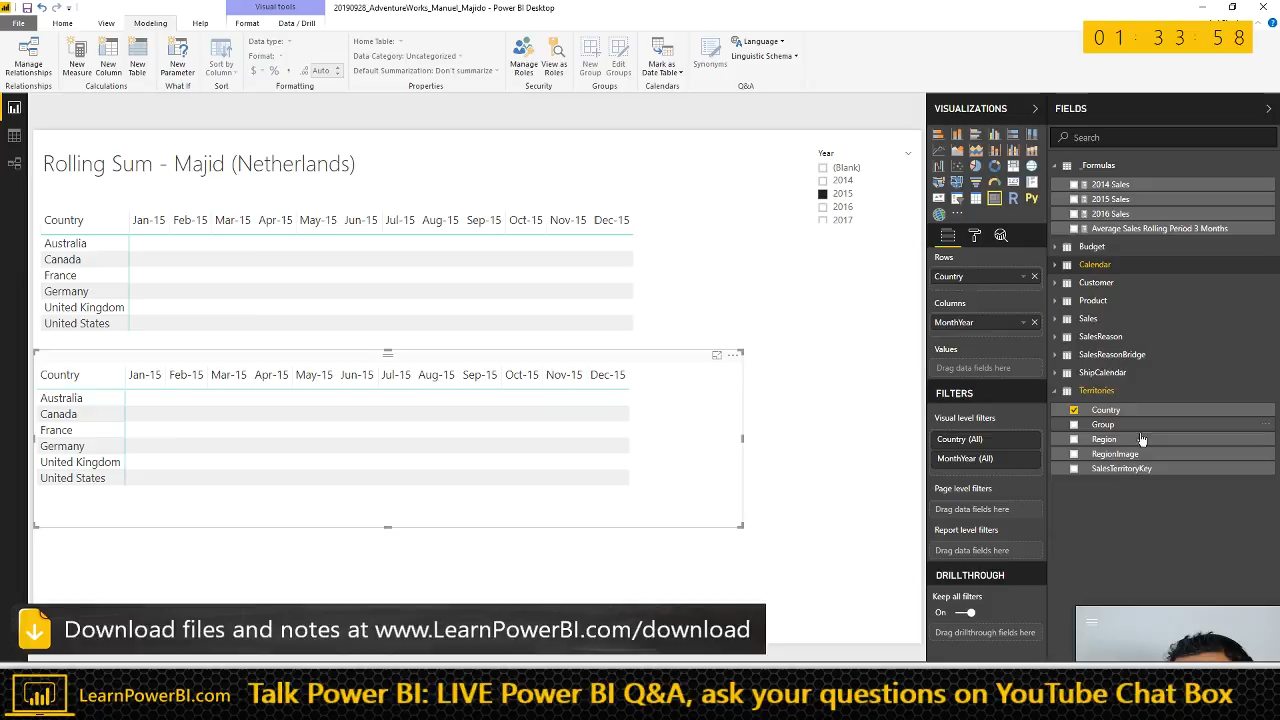 Visual tools
20190928_AdventureWorks_Manuel_Majido - Power BI Desktop
File Home View Modeling Help Format Data / Drill
01 : 33 : 58
Manage Relationships
New Measure
New Column
New Table
New Parameter
Sort by Column
Data type:
Format:
$ % , Auto
Home Table:
Data Category: Uncategorized
Default Summarization: Don't summarize
Manage Roles
View as Roles
New Group
Edit Groups
Mark as Date Table
Synonyms
Language
Linguistic Schema
Relationships Calculations What If Sort Formatting Properties Security Groups Calendars Q&A
Rolling Sum - Majid (Netherlands)
Year
(Blank)
2014
2015
2016
2017
Country Jan-15 Feb-15 Mar-15 Apr-15 May-15 Jun-15 Jul-15 Aug-15 Sep-15 Oct-15 Nov-15 Dec-15
Australia
Canada
France
Germany
United Kingdom
United States
Country Jan-15 Feb-15 Mar-15 Apr-15 May-15 Jun-15 Jul-15 Aug-15 Sep-15 Oct-15 Nov-15 Dec-15
Australia
Canada
France
Germany
United Kingdom
United States
VISUALIZATIONS
R Py
Rows
Country
Columns
MonthYear
Values
Drag data fields here
FILTERS
Visual level filters
Country (All)
MonthYear (All)
Page level filters
Drag data fields here
Report level filters
Drag data fields here
DRILLTHROUGH
Keep all filters
On
Drag drillthrough fields here
FIELDS
Search
_Formulas
2014 Sales
2015 Sales
2016 Sales
Average Sales Rolling Period 3 Months
Budget
Calendar
Customer
Product
Sales
SalesReason
SalesReasonBridge
ShipCalendar
Territories
Country
Group
Region
RegionImage
SalesTerritoryKey
Download files and notes at www.LearnPowerBI.com/download
LearnPowerBI.com
Talk Power BI: LIVE Power BI Q&A, ask your questions on YouTube Chat Box